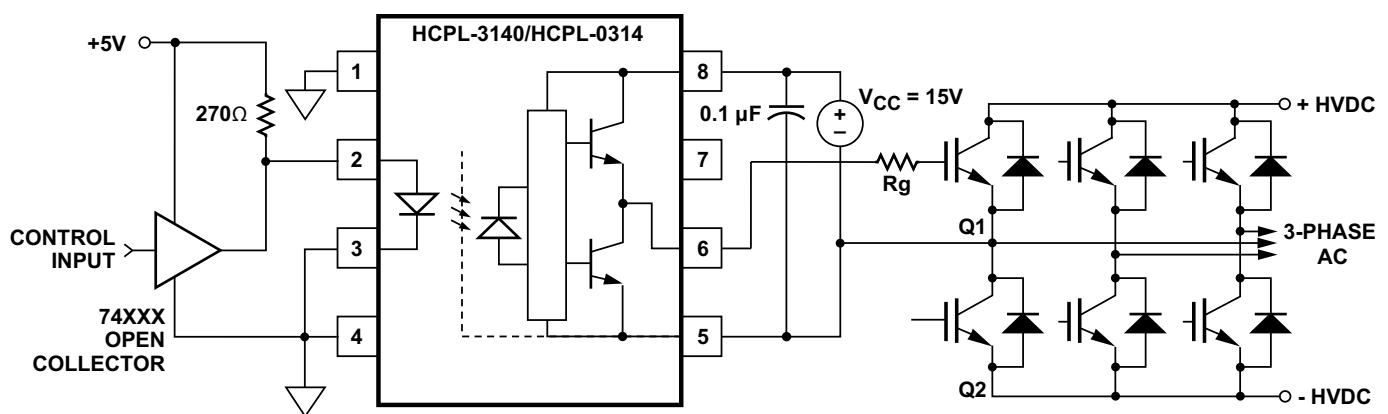 HCPL-3140/HCPL-0314
+5V
270Ω
1
2
3
4
8
7
6
5
0.1 µF
VCC = 15V
+
–
Rg
+ HVDC
Q1
3-PHASE
AC
Q2
- HVDC
CONTROL
INPUT
74XXX
OPEN
COLLECTOR